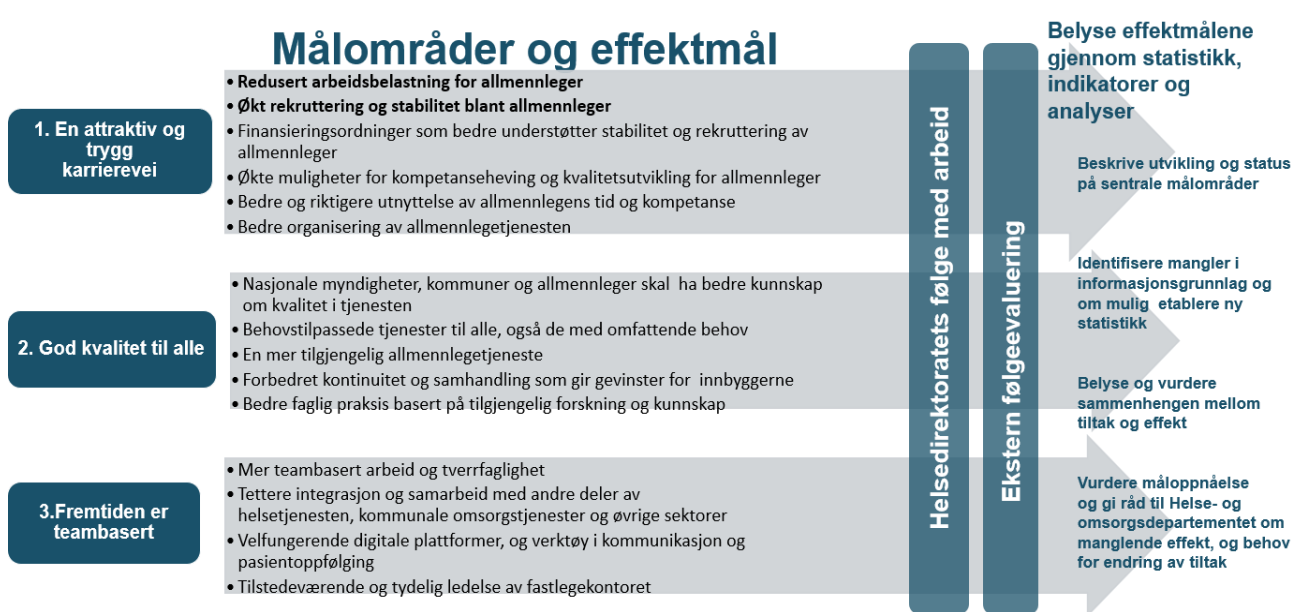 Målområder og effektmål
1. En attraktiv og
trygg
karrierevei
• Redusert arbeidsbelastning for allmennleger
• Økt rekruttering og stabilitet blant allmennleger
• Finansieringsordninger som bedre understøtter stabilitet og rekruttering av
allmennleger
• Økte muligheter for kompetanseheving og kvalitetsutvikling for allmennleger
• Bedre og riktigere utnyttelse av allmennlegens tid og kompetanse
• Bedre organisering av allmennlegetjenesten
2. God kvalitet til alle
• Nasjonale myndigheter, kommuner og allmennleger skal ha bedre kunnskap
om kvalitet i tjenesten
• Behovstilpassede tjenester til alle, også de med omfattende behov
• En mer tilgjengelig allmennlegetjeneste
• Forbedret kontinuitet og samhandling som gir gevinster for innbyggerne
• Bedre faglig praksis basert på tilgjengelig forskning og kunnskap
3.Fremtiden er
teambasert
• Mer teambasert arbeid og tverrfaglighet
• Tettere integrasjon og samarbeid med andre deler av
helsetjenesten, kommunale omsorgstjenester og øvrige sektorer
• Velfungerende digitale plattformer, og verktøy i kommunikasjon og
pasientoppfølging
• Tilstedeværende og tydelig ledelse av fastlegekontoret
Helsedirektoratets følge med arbeid
Ekstern følgeevaluering
Belyse effektmålene
gjennom statistikk,
indikatorer og
analyser
Beskrive utvikling og status
på sentrale målområder
Identifisere mangler i
informasjonsgrunnlag og
om mulig etablere ny
statistikk
Belyse og vurdere
sammenhengen mellom
tiltak og effekt
Vurdere måloppnåelse
og gi råd til Helse- og
omsorgsdepartementet om
manglende effekt, og behov
for endring av tiltak